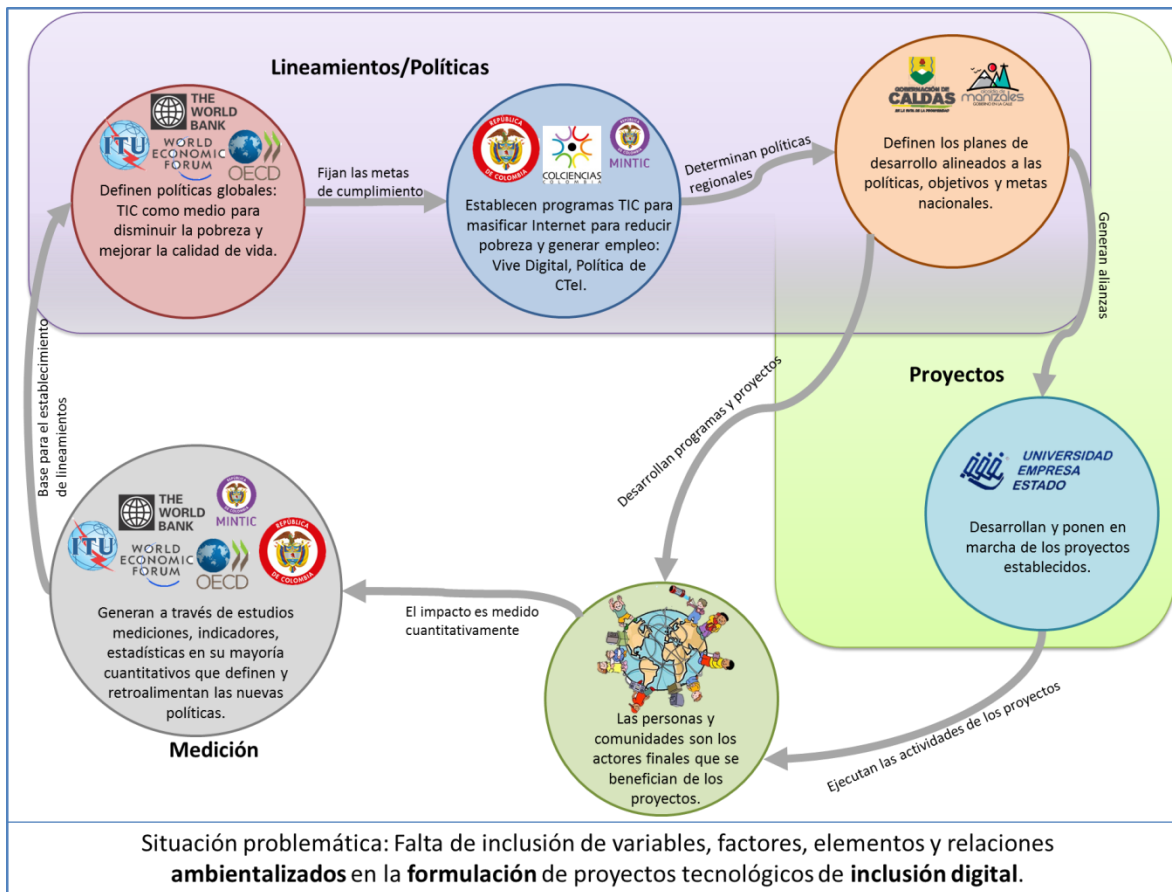 Lineamientos/Políticas
THE
WORLD
BANK
ITU
WORLD
ECONOMIC
FORUM
OECD
Definen políticas globales:
TIC como medio para
disminuir la pobreza y
mejorar la calidad de vida.
Fijan las metas
de cumplimiento
REPÚBLICA
DE COLOMBIA
COLCIENCIAS
COLOMBIA
MINTIC
Establecen programas TIC para
masificar Internet para reducir
pobreza y generar empleo:
Vive Digital, Política de
CTeI.
Determinan políticas
regionales
GOBERNACIÓN DE
CALDAS
manizales
Definen los planes de
desarrollo alineados a las
políticas, objetivos y metas
nacionales.
Generan alianzas
Proyectos
UNIVERSIDAD
EMPRESA
ESTADO
Desarrollan y ponen en
marcha de los proyectos
establecidos.
Desarrollan programas y proyectos
Ejecutan las actividades de los proyectos
Las personas y
comunidades son los
actores finales que se
benefician de los
proyectos.
El impacto es medido
cuantitativamente
THE
WORLD
BANK
MINTIC
ITU
WORLD
ECONOMIC
FORUM
OECD
REPÚBLICA
DE COLOMBIA
Generan a través de estudios
mediciones, indicadores,
estadísticas en su mayoría
cuantitativos que definen y
retroalimentan las nuevas
políticas.
Medición
Base para el establecimiento
de lineamientos
Situación problemática: Falta de inclusión de variables, factores, elementos y relaciones
ambientalizados en la formulación de proyectos tecnológicos de inclusión digital.